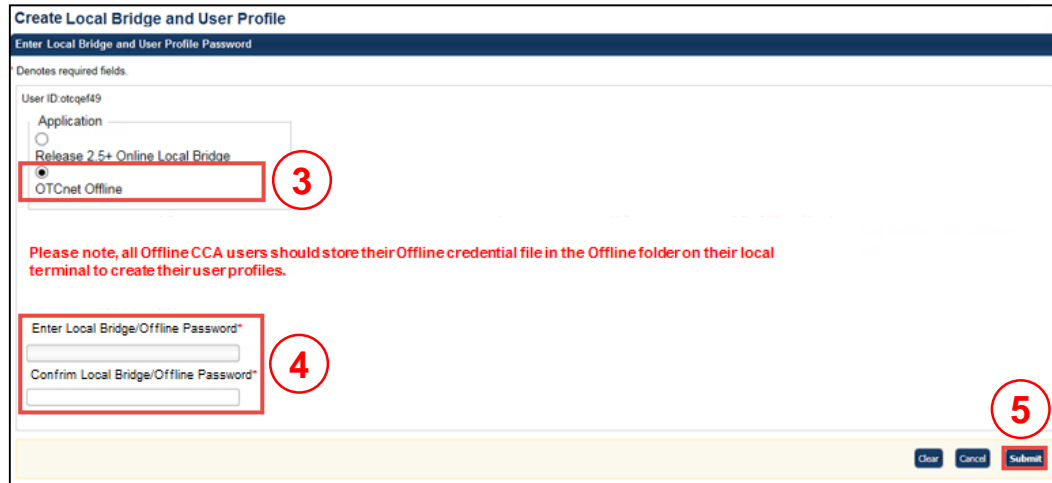 Create Local Bridge and User Profile
Enter Local Bridge and User Profile Password
* Denotes required fields.
User ID:otcqef49
Application
Release 2.5+ Online Local Bridge
OTCnet Offline
3
Please note, all Offline CCA users should store their Offline credential file in the Offline folder on their local
terminal to create their user profiles.
Enter Local Bridge/Offline Password*
4
Confrim Local Bridge/Offline Password*
5
Clear Cancel Submit